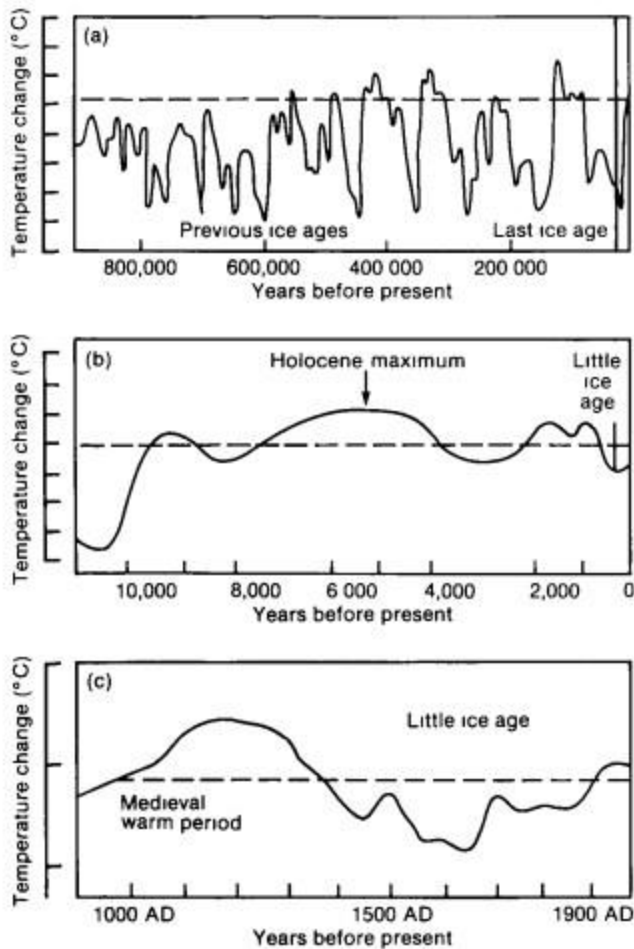 (a)
Temperature change (°C)
Previous ice ages
Last ice age
800,000 600,000 400,000 200,000
Years before present
(b)
Temperature change (°C)
Holocene maximum
Little
ice
age
10,000 8,000 6 000 4,000 2,000 0
Years before present
(c)
Temperature change (°C)
Little ice age
Medieval
warm period
1000 AD 1500 AD 1900 AD
Years before present